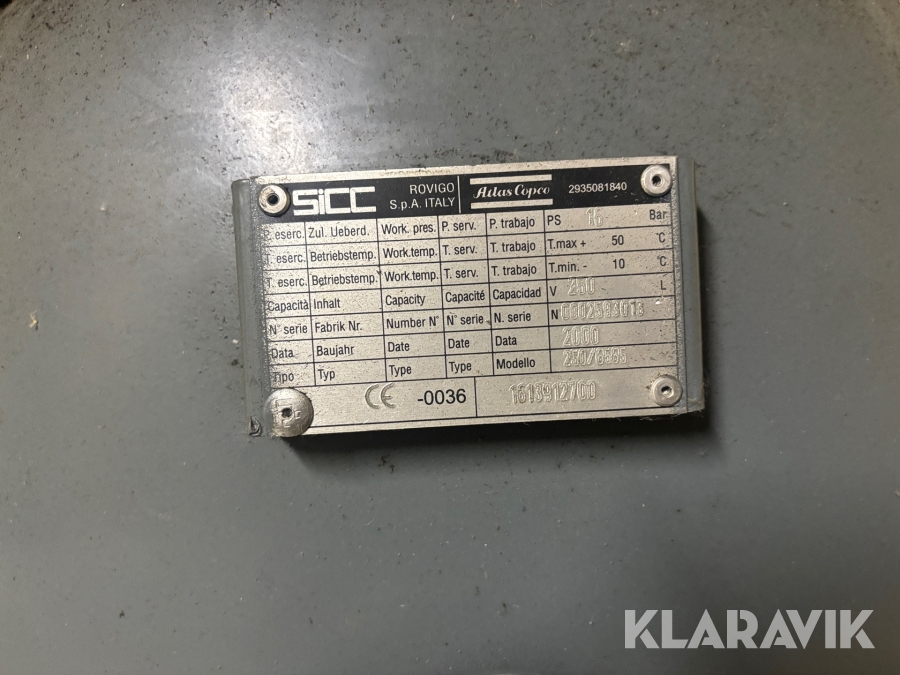 SiCC ROVIGO S.p.A. ITALY Atlas Copco 2935081840
P. eserc. Zul. Ueberd. Work. pres. P. serv. P. trabajo PS 16 Bar
T. eserc. Betriebstemp. Work.temp. T. serv. T. trabajo T.max + 50 °C
T. eserc. Betriebstemp. Work.temp. T. serv. T. trabajo T.min. - 10 °C
Capacità Inhalt Capacity Capacité Capacidad V L
N° serie Fabrik Nr. Number N° N° serie N. serie N
Data Baujahr Date Date Data 2000
Tipo Typ Type Type Modello
CE -0036 1613912700
KLARAVIK